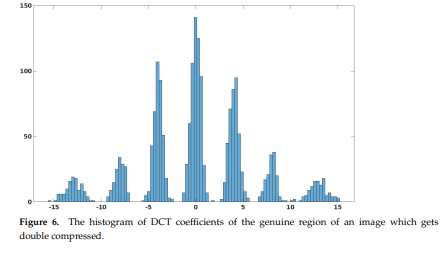 150
100
50
0
-15 -10 -5 0 5 10 15
Figure 6. The histogram of DCT coefficients of the genuine region of an image which gets
double compressed.